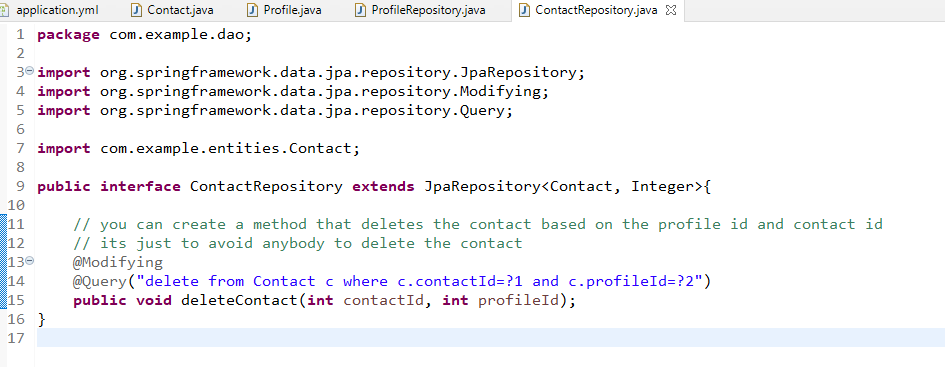 application.yml Contact.java Profile.java ProfileRepository.java ContactRepository.java
1 package com.example.dao;
2
3 import org.springframework.data.jpa.repository.JpaRepository;
4 import org.springframework.data.jpa.repository.Modifying;
5 import org.springframework.data.jpa.repository.Query;
6
7 import com.example.entities.Contact;
8
9 public interface ContactRepository extends JpaRepository<Contact, Integer>{
10
11 // you can create a method that deletes the contact based on the profile id and contact id
12 // its just to avoid anybody to delete the contact
13 @Modifying
14 @Query("delete from Contact c where c.contactId=?1 and c.profileId=?2")
15 public void deleteContact(int contactId, int profileId);
16 }
17